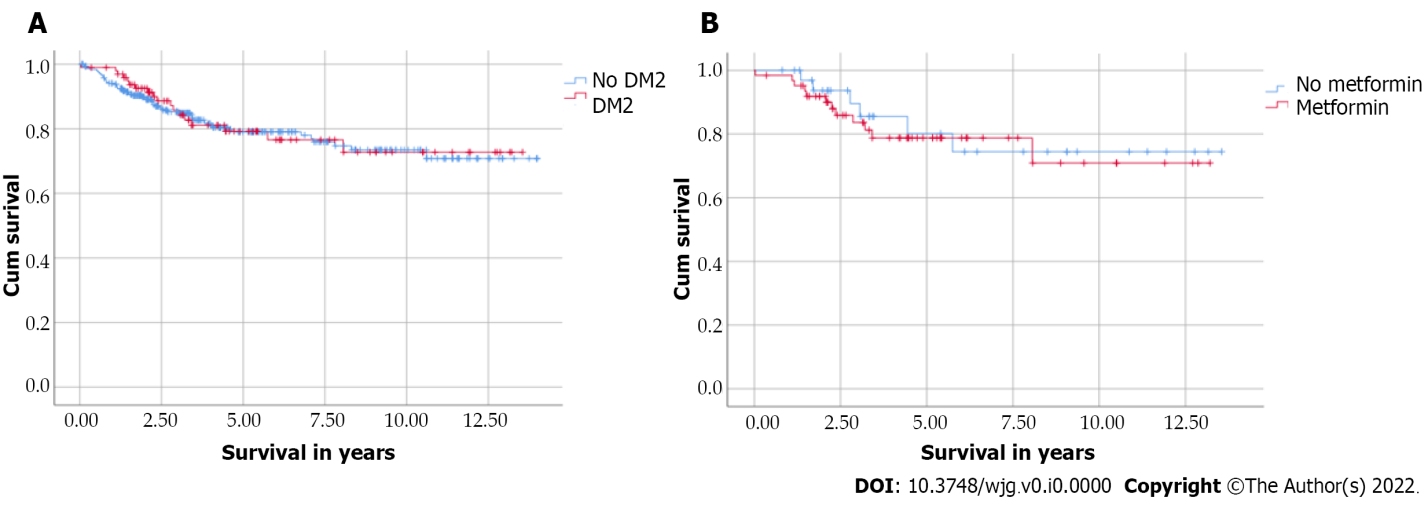 A
1.0
0.8
0.6
0.4
0.2
0.0
Cum surival
0.00 2.50 5.00 7.50 10.00 12.50
Survival in years
No DM2
DM2
B
1.0
0.8
0.6
0.4
0.2
0.0
Cum surival
0.00 2.50 5.00 7.50 10.00 12.50
Survival in years
No metformin
Metformin
DOI: 10.3748/wjg.v0.i0.0000 Copyright ©The Author(s) 2022.